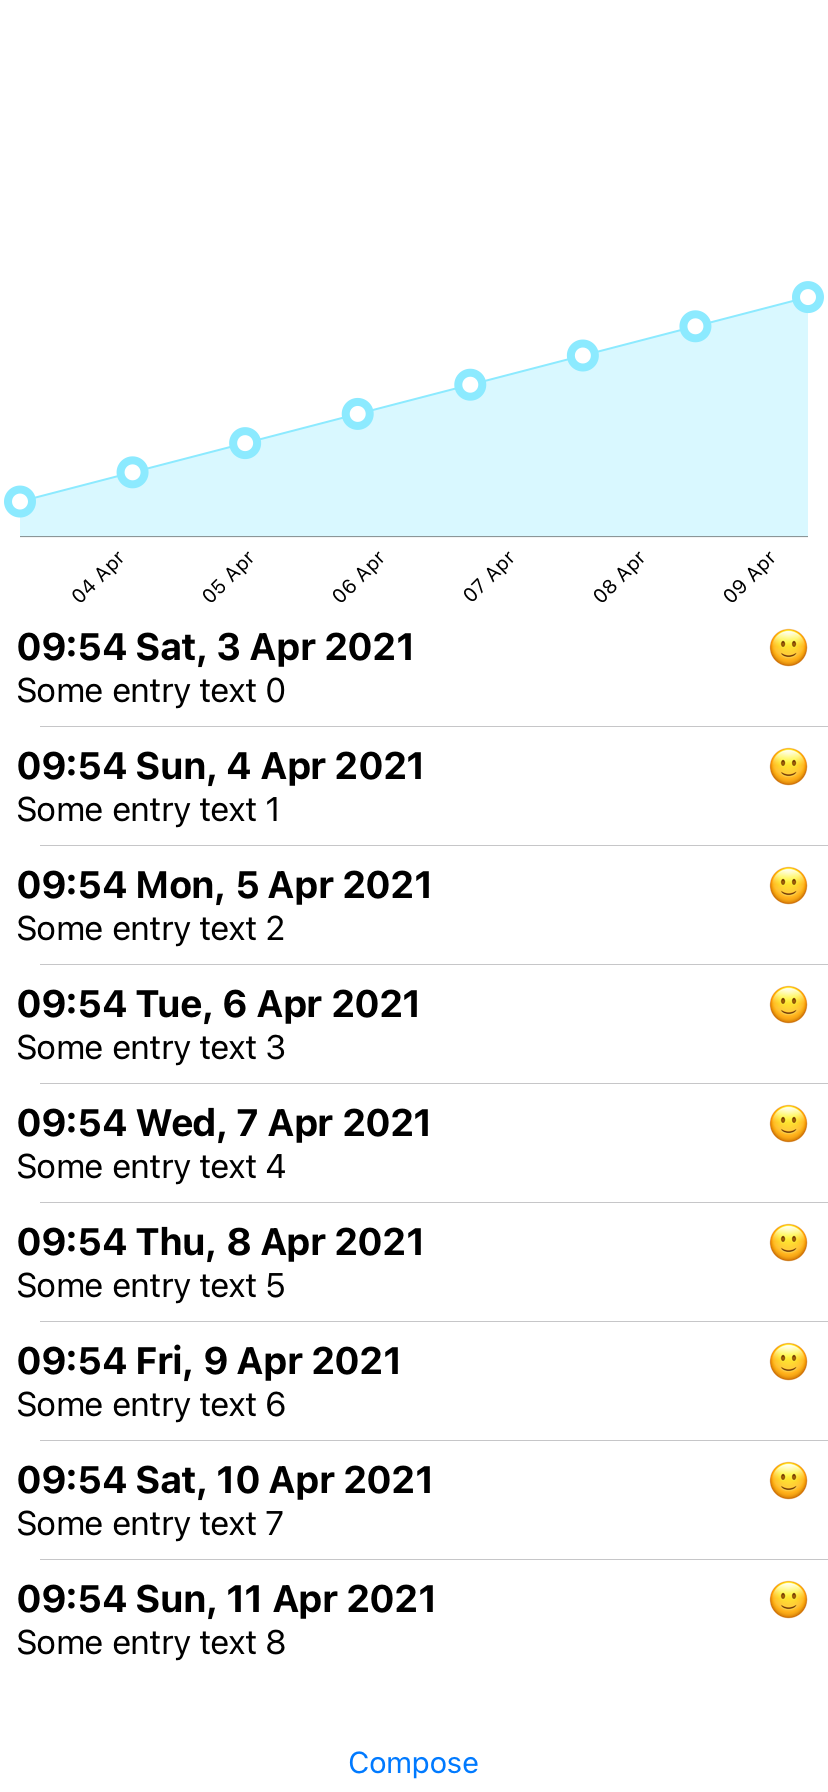 04 Apr 05 Apr 06 Apr 07 Apr 08 Apr 09 Apr
09:54 Sat, 3 Apr 2021
Some entry text 0
09:54 Sun, 4 Apr 2021
Some entry text 1
09:54 Mon, 5 Apr 2021
Some entry text 2
09:54 Tue, 6 Apr 2021
Some entry text 3
09:54 Wed, 7 Apr 2021
Some entry text 4
09:54 Thu, 8 Apr 2021
Some entry text 5
09:54 Fri, 9 Apr 2021
Some entry text 6
09:54 Sat, 10 Apr 2021
Some entry text 7
09:54 Sun, 11 Apr 2021
Some entry text 8
Compose